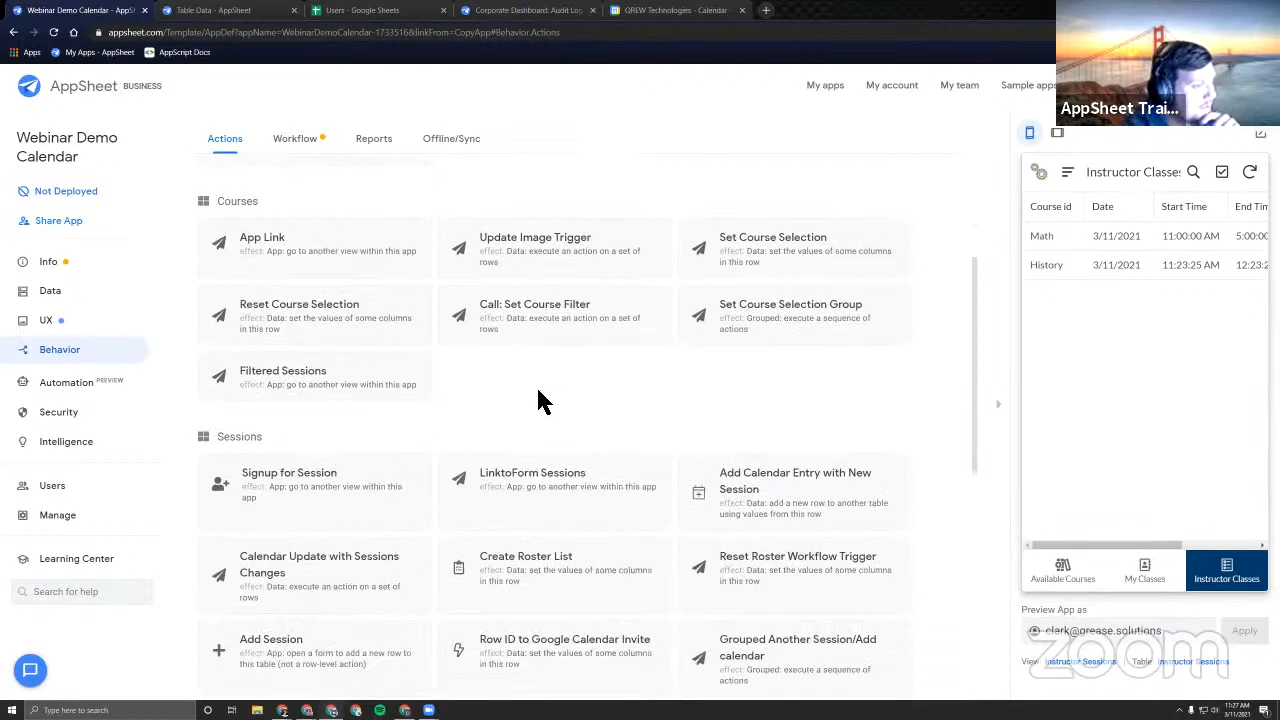 Webinar Demo Calendar - AppSh
Table Data - AppSheet
Users - Google Sheets
Corporate Dashboard: Audit Log
QREW Technologies - Calendar
appsheet.com/Template/AppDef?appName=WebinarDemoCalendar-1733516&linkFrom=CopyApp#Behavior.Actions
Apps
My Apps - AppSheet
AppScript Docs
AppSheet BUSINESS
My apps
My account
My team
Sample apps
AppSheet Trai...
Webinar Demo
Calendar
Not Deployed
Share App
Info
Data
UX
Behavior
Automation PREVIEW
Security
Intelligence
Users
Manage
Learning Center
Search for help
Actions
Workflow
Reports
Offline/Sync
Courses
App Link
effect: App: go to another view within this app
Update Image Trigger
effect: Data: execute an action on a set of
rows
Set Course Selection
effect: Data: set the values of some columns
in this row
Reset Course Selection
effect: Data: set the values of some columns
in this row
Call: Set Course Filter
effect: Data: execute an action on a set of
rows
Set Course Selection Group
effect: Grouped: execute a sequence of
actions
Filtered Sessions
effect: App: go to another view within this app
Sessions
Signup for Session
effect: App: go to another view within this
app
LinktoForm Sessions
effect: App: go to another view within this app
Add Calendar Entry with New
Session
effect: Data: add a new row to another table
using values from this row
Calendar Update with Sessions
Changes
effect: Data: execute an action on a set of
rows
Create Roster List
effect: Data: set the values of some columns
in this row
Reset Roster Workflow Trigger
effect: Data: set the values of some columns
in this row
Add Session
effect: App: open a form to add a new row to
this table (not a row-level action)
Row ID to Google Calendar Invite
effect: Data: set the values of some columns
in this row
Grouped Another Session/Add
calendar
effect: Grouped: execute a sequence of
actions
Instructor Classes
Course id
Date
Start Time
End Tim
Math
3/11/2021
11:00:00 AM
5:00:00
History
3/11/2021
11:23:25 AM
12:23:2
Available Courses
My Classes
Instructor Classes
Preview App as
clark@grease.solutions
Apply
View Instructor Sessions | Table Instructor Sessions
zoom
Type here to search
11:27 AM
3/11/2021